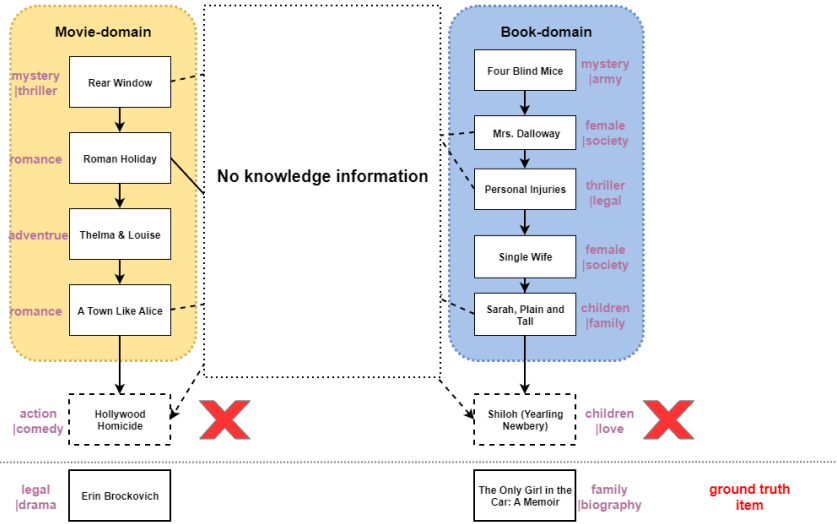 Movie-domain
Book-domain
mystery
|thriller
Rear Window
Four Blind Mice
mystery
|army
romance
Roman Holiday
Mrs. Dalloway
female
|society
No knowledge information
Personal Injuries
thriller
|legal
adventrue
Thelma & Louise
Single Wife
female
|society
romance
A Town Like Alice
Sarah, Plain and
Tall
children
|family
action
|comedy
Hollywood
Homicide
Shiloh (Yearling
Newbery)
children
|love
legal
|drama
Erin Brockovich
The Only Girl in the
Car: A Memoir
family
|biography
ground truth
item